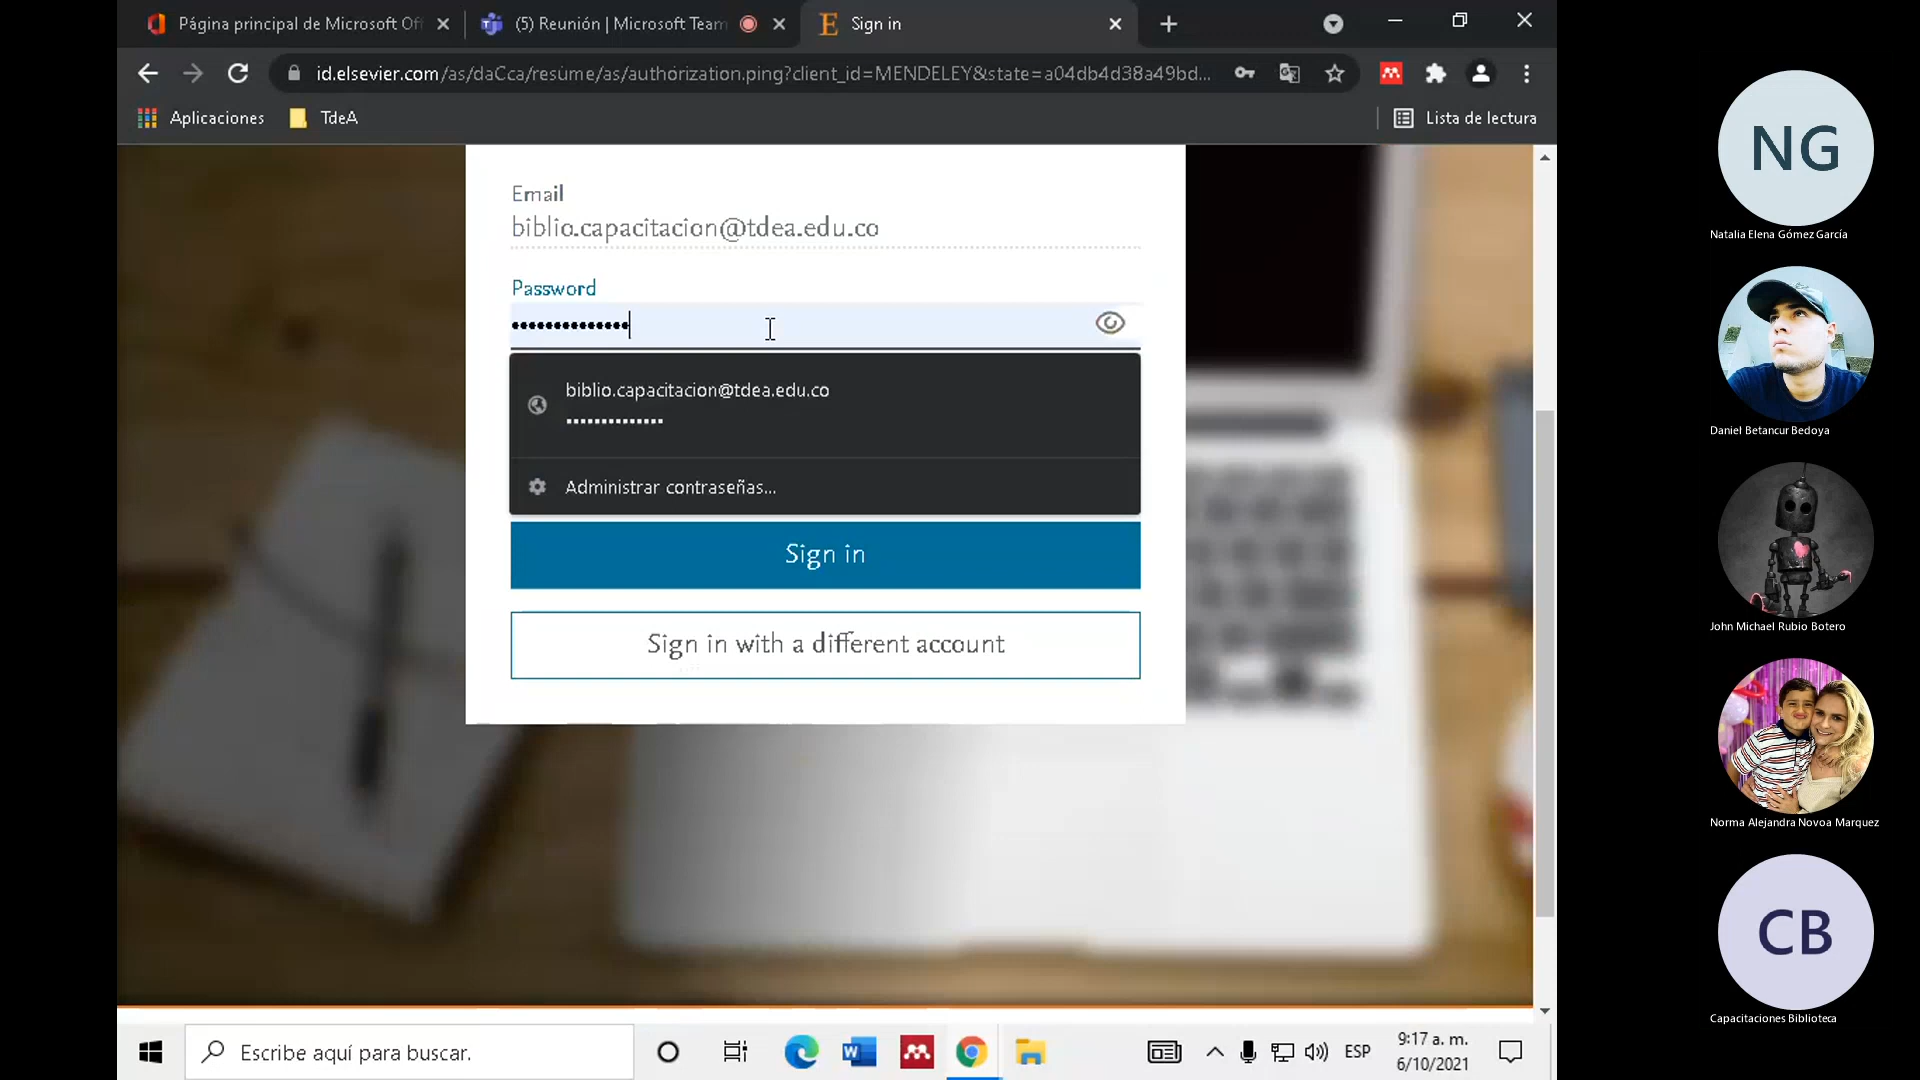 Página principal de Microsoft Of
(5) Reunión | Microsoft Team
Sign in
id.elsevier.com/as/daCca/resume/as/authorization.ping?client_id=MENDELEY&state=a04db4d38a49bd...
Aplicaciones
TdeA
Lista de lectura
Email
biblio.capacitacion@tdea.edu.co
Password
••••••••••••••
biblio.capacitacion@tdea.edu.co
••••••••••••••
Administrar contraseñas...
Sign in
Sign in with a different account
NG
Natalia Elena Gómez García
Daniel Betancur Bedoya
John Michael Rubio Botero
Norma Alejandra Novoa Marquez
CB
Capacitaciones Biblioteca
Escribe aquí para buscar.
ESP
9:17 a. m.
6/10/2021